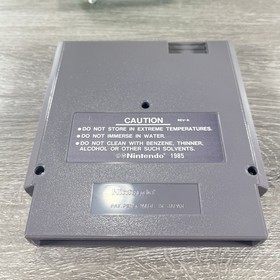 CAUTION
REV-A
• DO NOT STORE IN EXTREME TEMPERATURES.
• DO NOT IMMERSE IN WATER.
• DO NOT CLEAN WITH BENZENE, THINNER,
ALCOHOL OR OTHER SUCH SOLVENTS.
©®Nintendo® 1985
Nintendo